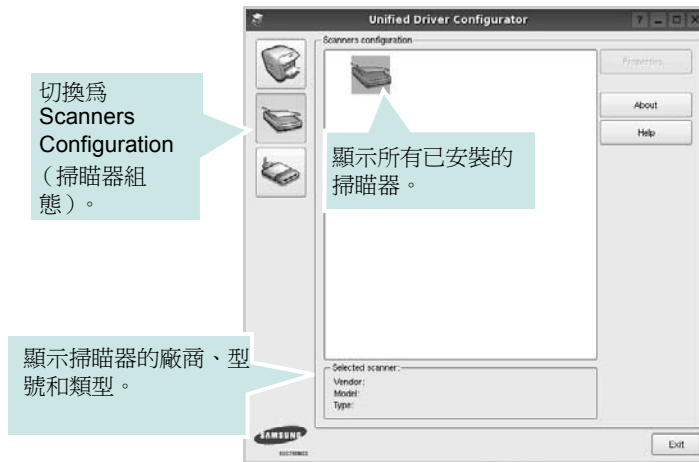 Unified Driver Configurator
Scanners configuration
Properties...
About
Help
切換爲
Scanners
Configuration
（掃瞄器組
態）。
顯示所有已安裝的
掃瞄器。
顯示掃瞄器的廠商、型
號和類型。
Selected scanner:
Vendor:
Model:
Type:
SAMSUNG
ELECTRONICS
Exit